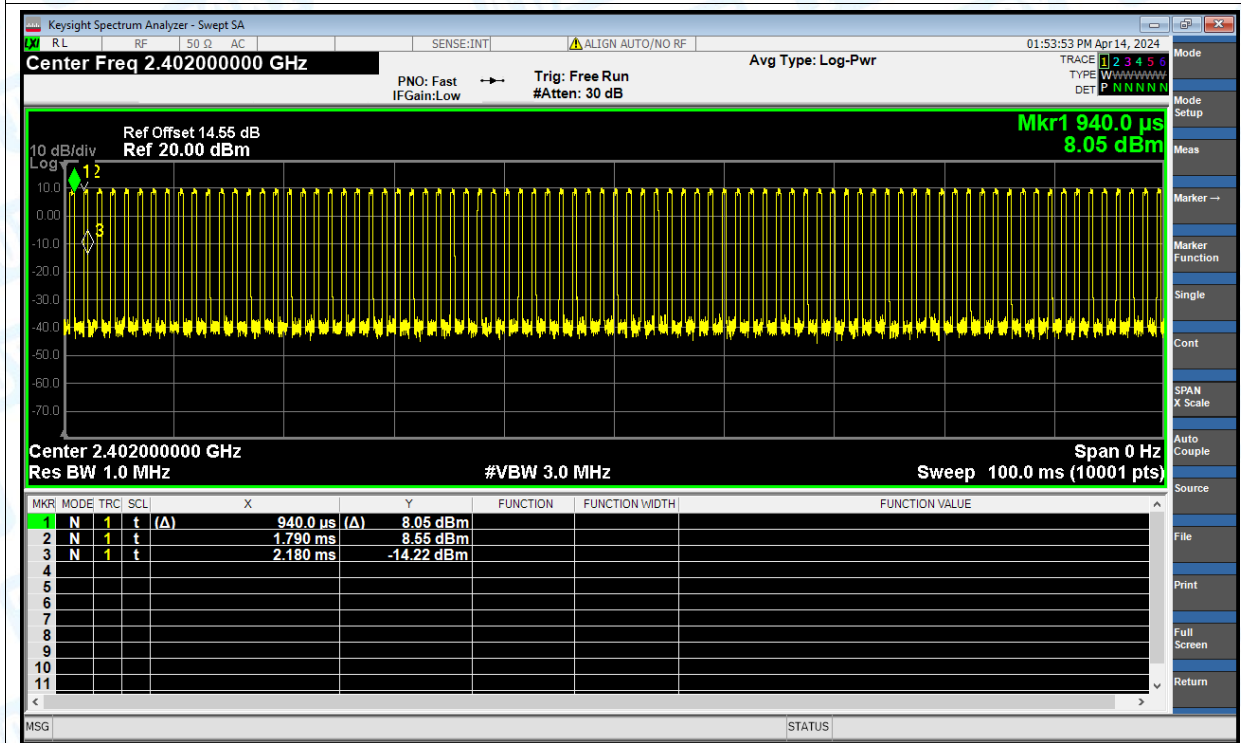 Keysight Spectrum Analyzer - Swept SA
LXI RL RF 50 Ω AC SENSE:INT ALIGN AUTO/NO RF 01:53:53 PM Apr 14, 2024
Center Freq 2.402000000 GHz
PNO: Fast
IFGain:Low
Trig: Free Run
#Atten: 30 dB
Avg Type: Log-Pwr
TRACE 1 2 3 4 5 6
TYPE WWWWWW
DET P N N N N N
Ref Offset 14.55 dB
10 dB/div Ref 20.00 dBm
Log
Mkr1 940.0 µs
8.05 dBm
1 2
3
10.0
0.00
-10.0
-20.0
-30.0
-40.0
-50.0
-60.0
-70.0
Center 2.402000000 GHz Span 0 Hz
Res BW 1.0 MHz #VBW 3.0 MHz Sweep 100.0 ms (10001 pts)
MKR MODE TRC SCL X Y FUNCTION FUNCTION WIDTH FUNCTION VALUE
1 N 1 t (Δ) 940.0 µs (Δ) 8.05 dBm
2 N 1 t 1.790 ms 8.55 dBm
3 N 1 t 2.180 ms -14.22 dBm
4
5
6
7
8
9
10
11
MSG STATUS
Mode
Mode Setup
Meas
Marker →
Marker Function
Single
Cont
SPAN X Scale
Auto Couple
Source
File
Print
Full Screen
Return